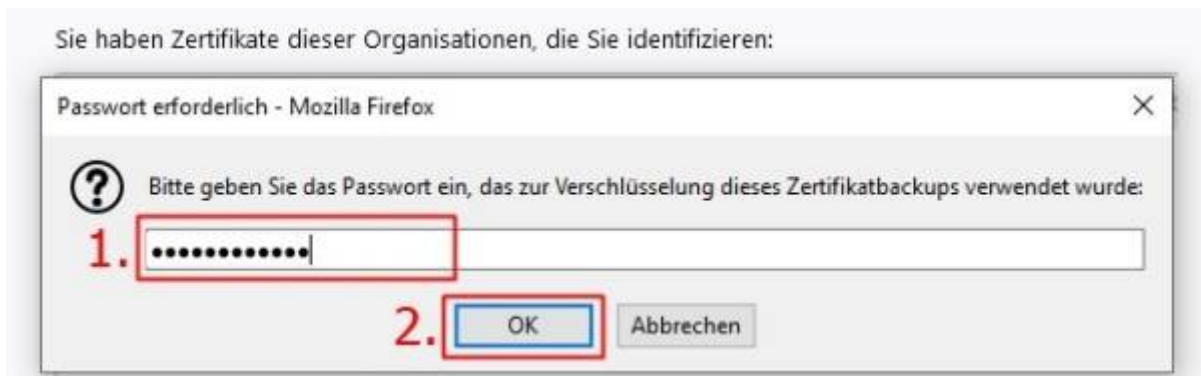 Sie haben Zertifikate dieser Organisationen, die Sie identifizieren:
Passwort erforderlich - Mozilla Firefox
Bitte geben Sie das Passwort ein, das zur Verschlüsselung dieses Zertifikatbackups verwendet wurde:
1. ••••••••••••
2. OK Abbrechen